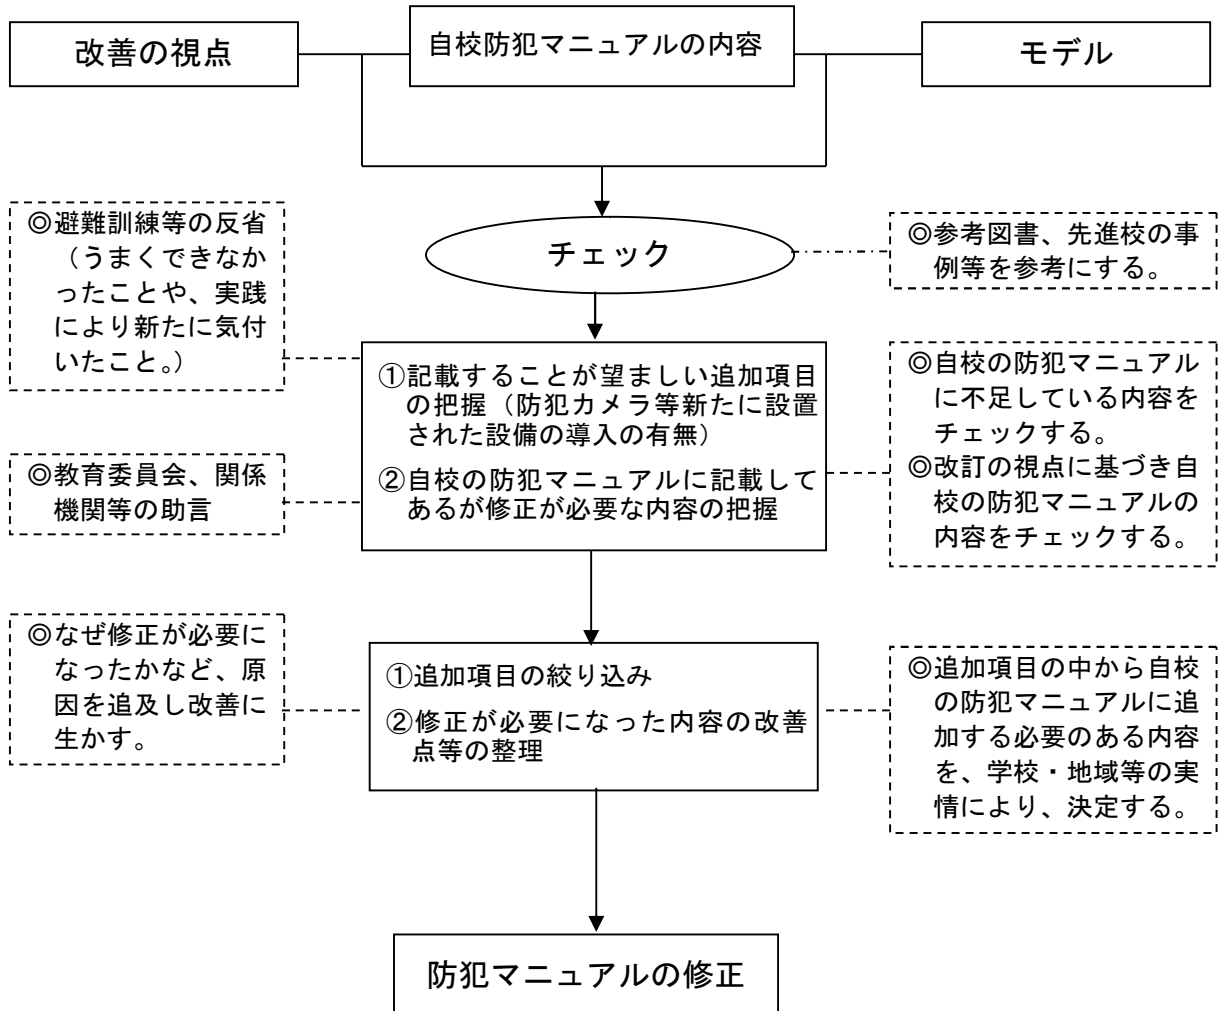 改善の視点
自校防犯マニュアルの内容
モデル
チェック
◎避難訓練等の反省
（うまくできなか
ったことや、実践
により新たに気付
いたこと。）
◎参考図書、先進校の事
例等を参考にする。
①記載することが望ましい追加項目
の把握（防犯カメラ等新たに設置
された設備の導入の有無）
②自校の防犯マニュアルに記載して
あるが修正が必要な内容の把握
◎教育委員会、関係
機関等の助言
◎自校の防犯マニュアル
に不足している内容を
チェックする。
◎改訂の視点に基づき自
校の防犯マニュアルの
内容をチェックする。
◎なぜ修正が必要に
なったかなど、原
因を追及し改善に
生かす。
①追加項目の絞り込み
②修正が必要になった内容の改善
点等の整理
◎追加項目の中から自校
の防犯マニュアルに追
加する必要のある内容
を、学校・地域等の実
情により、決定する。
防犯マニュアルの修正